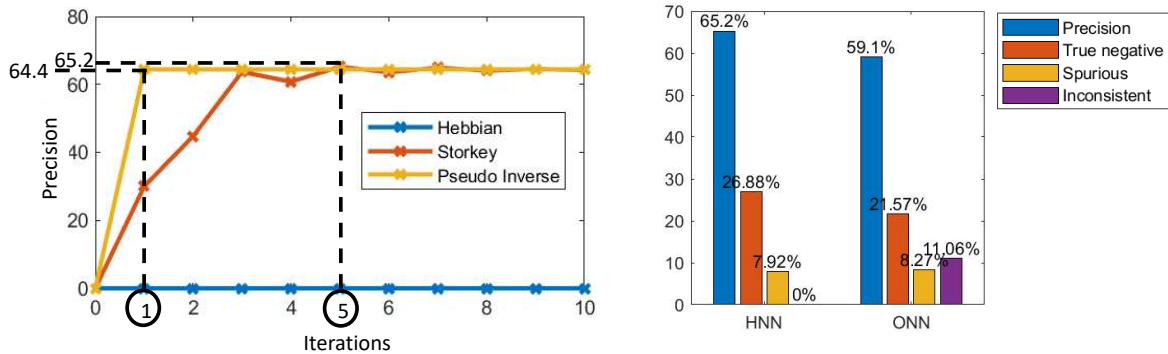 80
65.2
64.4
60
40
20
0
Precision
Hebbian
Storkey
Pseudo Inverse
0 1 2 4 5 6 8 10
Iterations
70
60
50
40
30
20
10
0
65.2%
26.88%
7.92%
0%
59.1%
21.57%
8.27%
11.06%
HNN ONN
Precision
True negative
Spurious
Inconsistent